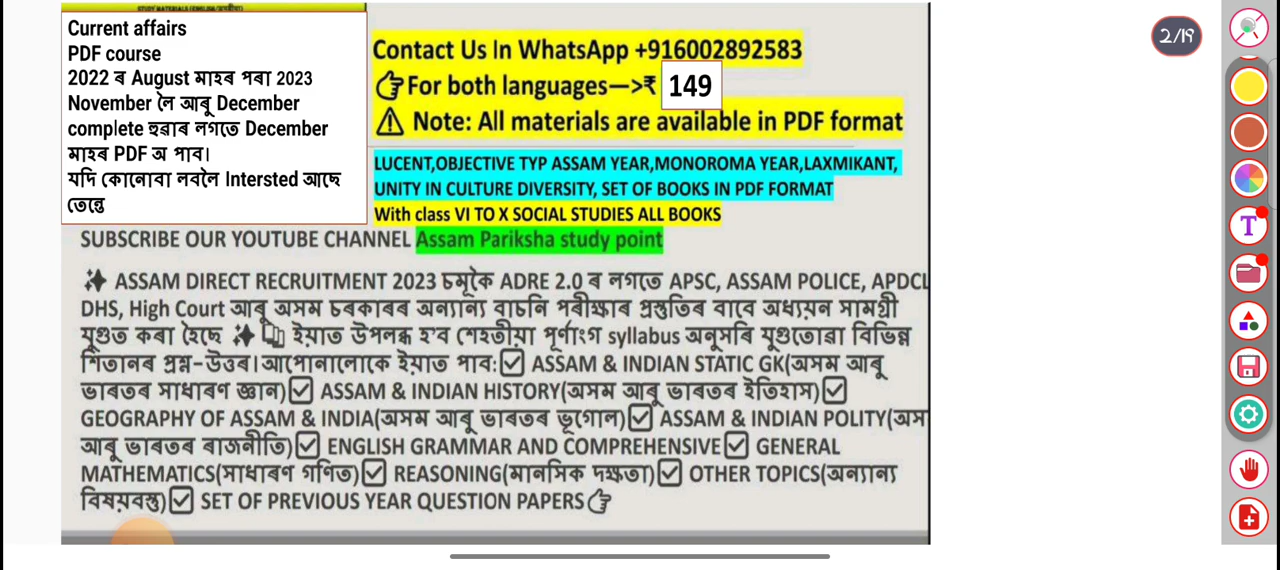 STUDY MATERIALS (ENGLISH/অসমীয়া)
Current affairs
PDF course
2022 ৰ August মাহৰ পৰা 2023
November লৈ আৰু December
complete হুৱাৰ লগতে December
মাহৰ PDF অ পাব।
যদি কোনোবা লবলৈ Intersted আছে
তেন্তে
Contact Us In WhatsApp +916002892583
For both languages—>₹ 149
Note: All materials are available in PDF format
LUCENT,OBJECTIVE TYP ASSAM YEAR,MONOROMA YEAR,LAXMIKANT,
UNITY IN CULTURE DIVERSITY, SET OF BOOKS IN PDF FORMAT
With class VI TO X SOCIAL STUDIES ALL BOOKS
SUBSCRIBE OUR YOUTUBE CHANNEL Assam Pariksha study point
✨ ASSAM DIRECT RECRUITMENT 2023 চমূকৈ ADRE 2.0 ৰ লগতে APSC, ASSAM POLICE, APDCL
DHS, High Court আৰু অসম চৰকাৰৰ অন্যান্য বাচনি পৰীক্ষাৰ প্ৰস্তুতিৰ বাবে অধ্যয়ন সামগ্ৰী
যুগুত কৰা হৈছে ✨ ইয়াত উপলব্ধ হ'ব শেহতীয়া পূৰ্ণাংগ syllabus অনুসৰি যুগুতোৱা বিভিন্ন
শিতানৰ প্ৰশ্ন-উত্তৰ।আপোনালোকে ইয়াত পাব:☑ ASSAM & INDIAN STATIC GK(অসম আৰু
ভাৰতৰ সাধাৰণ জ্ঞান)☑ ASSAM & INDIAN HISTORY(অসম আৰু ভাৰতৰ ইতিহাস)☑
GEOGRAPHY OF ASSAM & INDIA(অসম আৰু ভাৰতৰ ভূগোল)☑ ASSAM & INDIAN POLITY(অস
আৰু ভাৰতৰ ৰাজনীতি)☑ ENGLISH GRAMMAR AND COMPREHENSIVE☑ GENERAL
MATHEMATICS(সাধাৰণ গণিত)☑ REASONING(মানসিক দক্ষতা)☑ OTHER TOPICS(অন্যান্য
বিষয়বস্তু)☑ SET OF PREVIOUS YEAR QUESTION PAPERS
2/19
T